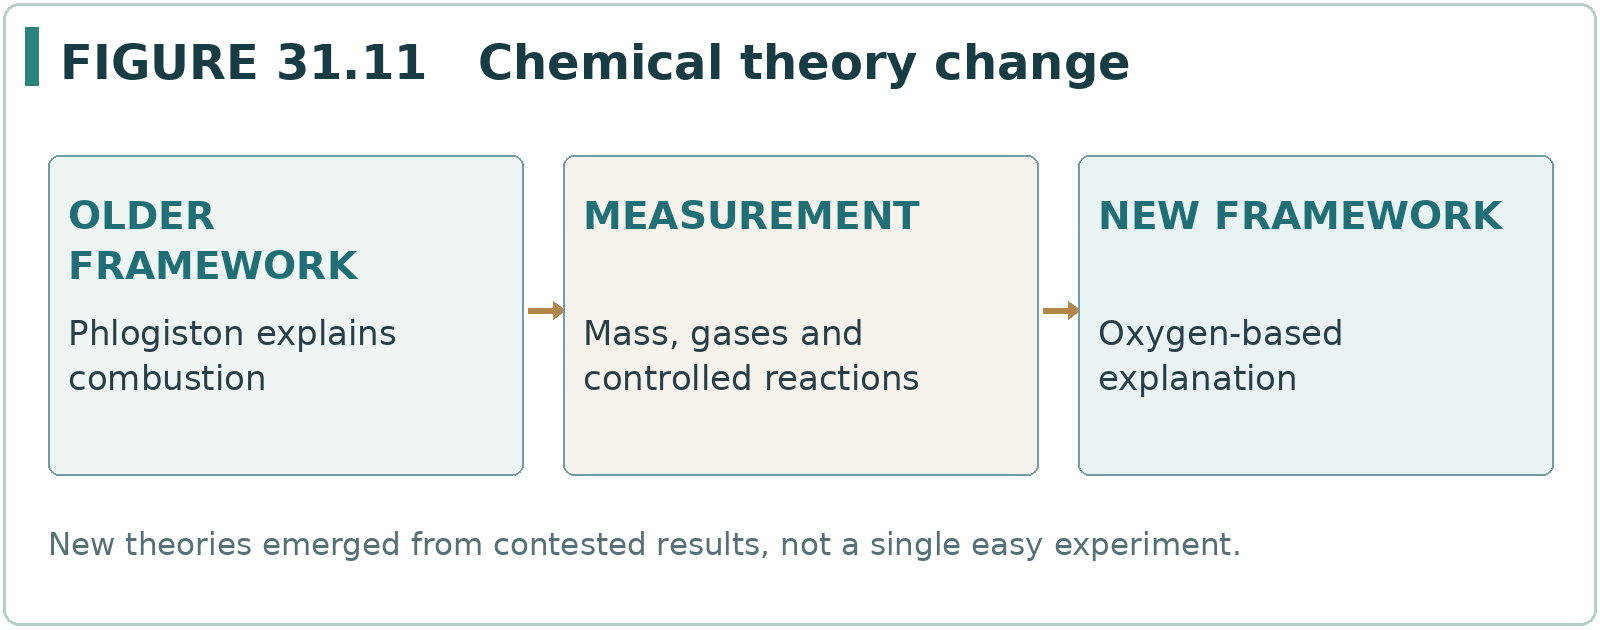 FIGURE 31.11 Chemical theory change
OLDER
FRAMEWORK
Phlogiston explains
combustion
MEASUREMENT
Mass, gases and
controlled reactions
NEW FRAMEWORK
Oxygen-based
explanation
New theories emerged from contested results, not a single easy experiment.